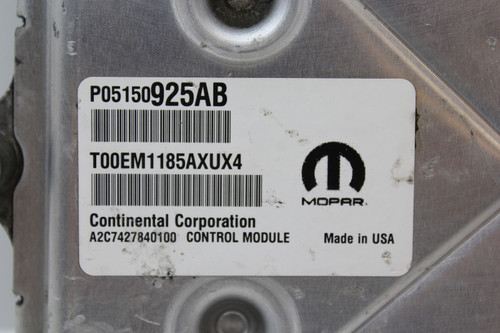 P05150925AB
T00EM1185AXUX4
MOPAR
Continental Corporation
A2C7427840100 CONTROL MODULE
Made in USA